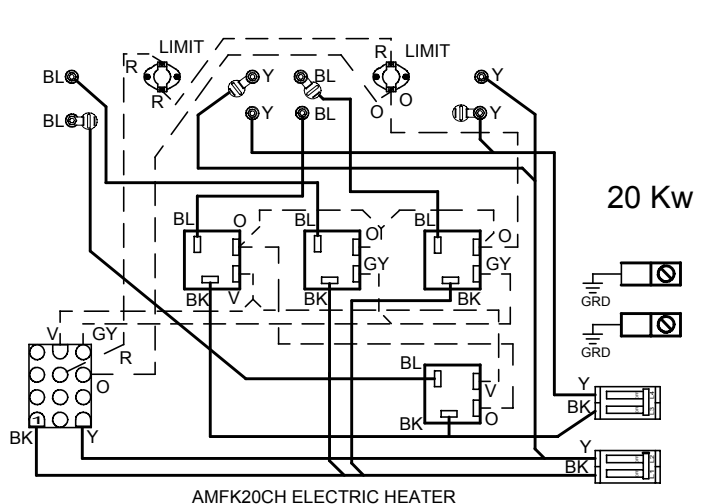 R LIMIT R LIMIT
BL R Y BL Y
R O
BL Y BL O Y
20 Kw
BL O BL O BL O
GY GY
BK V BK BK
GRD
V GY
R BL
GRD
O V
Y
BK O BK
1
BK Y Y
BK
AMFK20CH ELECTRIC HEATER